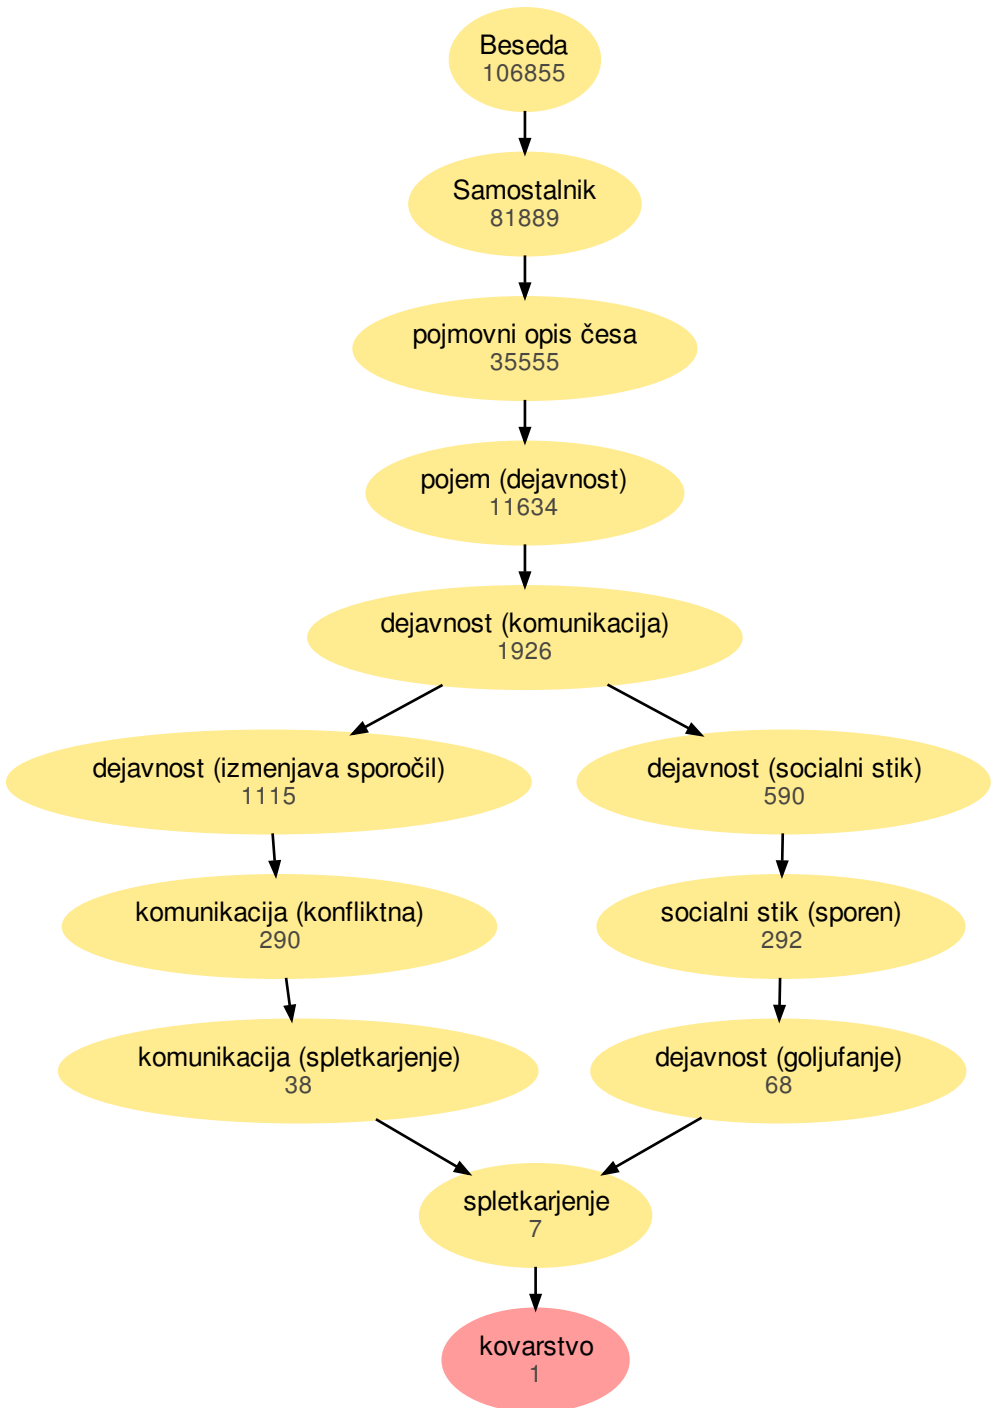 Beseda
106855
Samostalnik
81889
pojmovni opis česa
35555
pojem (dejavnost)
11634
dejavnost (komunikacija)
1926
dejavnost (izmenjava sporočil)
1115
dejavnost (socialni stik)
590
komunikacija (konfliktna)
290
socialni stik (sporen)
292
komunikacija (spletkarjenje)
38
dejavnost (goljufanje)
68
spletkarjenje
7
kovarstvo
1